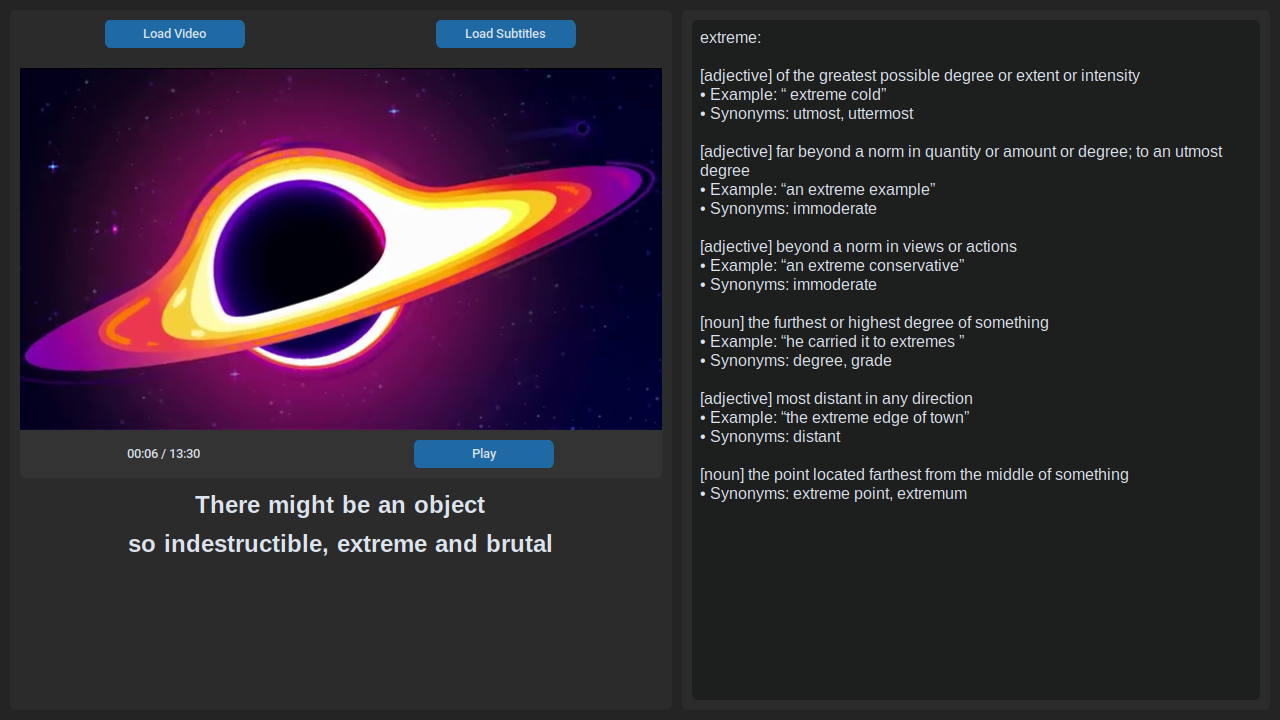 Load Video
Load Subtitles
00:06 / 13:30
Play
There might be an object
so indestructible, extreme and brutal
extreme:
[adjective] of the greatest possible degree or extent or intensity
• Example: “ extreme cold”
• Synonyms: utmost, uttermost
[adjective] far beyond a norm in quantity or amount or degree; to an utmost
degree
• Example: “an extreme example”
• Synonyms: immoderate
[adjective] beyond a norm in views or actions
• Example: “an extreme conservative”
• Synonyms: immoderate
[noun] the furthest or highest degree of something
• Example: “he carried it to extremes ”
• Synonyms: degree, grade
[adjective] most distant in any direction
• Example: “the extreme edge of town”
• Synonyms: distant
[noun] the point located farthest from the middle of something
• Synonyms: extreme point, extremum